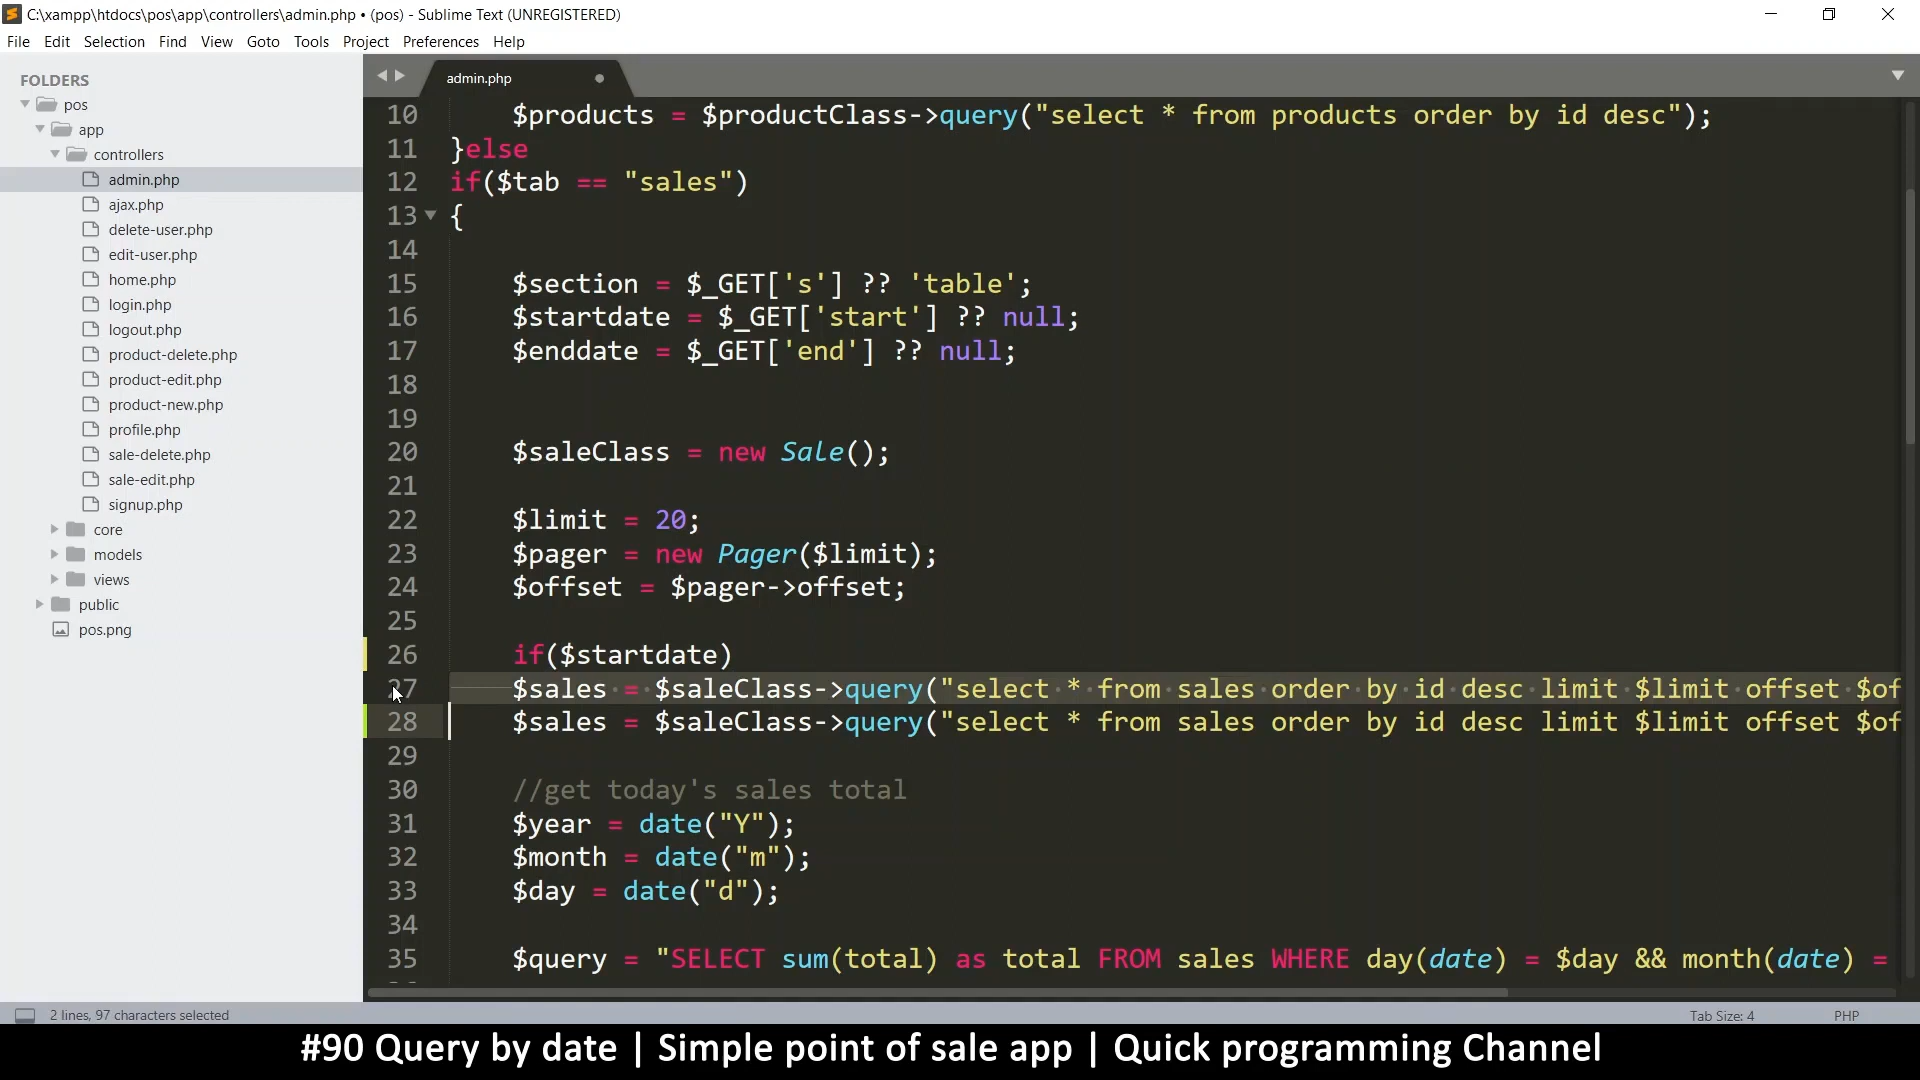 C:\xampp\htdocs\pos\app\controllers\admin.php • (pos) - Sublime Text (UNREGISTERED)
File Edit Selection Find View Goto Tools Project Preferences Help
FOLDERS
pos
app
controllers
admin.php
ajax.php
delete-user.php
edit-user.php
home.php
login.php
logout.php
product-delete.php
product-edit.php
product-new.php
profile.php
sale-delete.php
sale-edit.php
signup.php
core
models
views
public
pos.png
admin.php
10 $products = $productClass->query("select * from products order by id desc");
11 }else
12 if($tab == "sales")
13 {
14
15 $section = $_GET['s'] ?? 'table';
16 $startdate = $_GET['start'] ?? null;
17 $enddate = $_GET['end'] ?? null;
18
19
20 $saleClass = new Sale();
21
22 $limit = 20;
23 $pager = new Pager($limit);
24 $offset = $pager->offset;
25
26 if($startdate)
27 $sales = $saleClass->query("select * from sales order by id desc limit $limit offset $of
28 $sales = $saleClass->query("select * from sales order by id desc limit $limit offset $of
29
30 //get today's sales total
31 $year = date("Y");
32 $month = date("m");
33 $day = date("d");
34
35 $query = "SELECT sum(total) as total FROM sales WHERE day(date) = $day && month(date) =
2 lines, 97 characters selected
Tab Size: 4 PHP
#90 Query by date | Simple point of sale app | Quick programming Channel